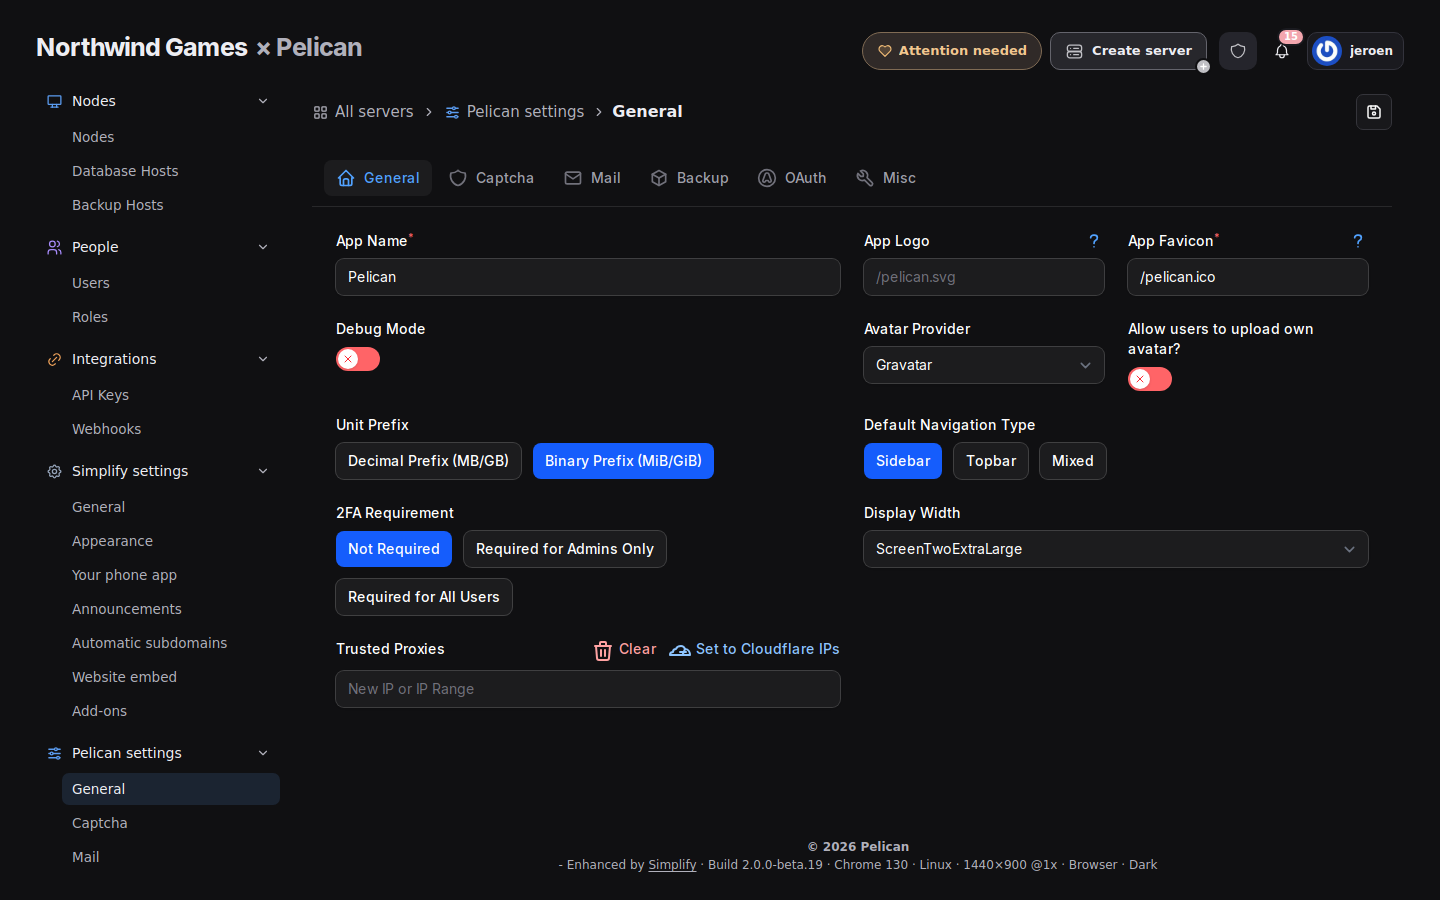 Northwind Games × Pelican
Attention needed
Create server
15
jeroen
Nodes
Nodes
Database Hosts
Backup Hosts
People
Users
Roles
Integrations
API Keys
Webhooks
Simplify settings
General
Appearance
Your phone app
Announcements
Automatic subdomains
Website embed
Add-ons
Pelican settings
General
Captcha
Mail
All servers > Pelican settings > General
General
Captcha
Mail
Backup
OAuth
Misc
App Name*
Pelican
App Logo ?
/pelican.svg
App Favicon* ?
/pelican.ico
Debug Mode
Avatar Provider
Gravatar
Allow users to upload own
avatar?
Unit Prefix
Decimal Prefix (MB/GB)
Binary Prefix (MiB/GiB)
Default Navigation Type
Sidebar
Topbar
Mixed
2FA Requirement
Not Required
Required for Admins Only
Required for All Users
Display Width
ScreenTwoExtraLarge
Trusted Proxies
Clear
Set to Cloudflare IPs
New IP or IP Range
© 2026 Pelican
- Enhanced by Simplify · Build 2.0.0-beta.19 · Chrome 130 · Linux · 1440×900 @1x · Browser · Dark